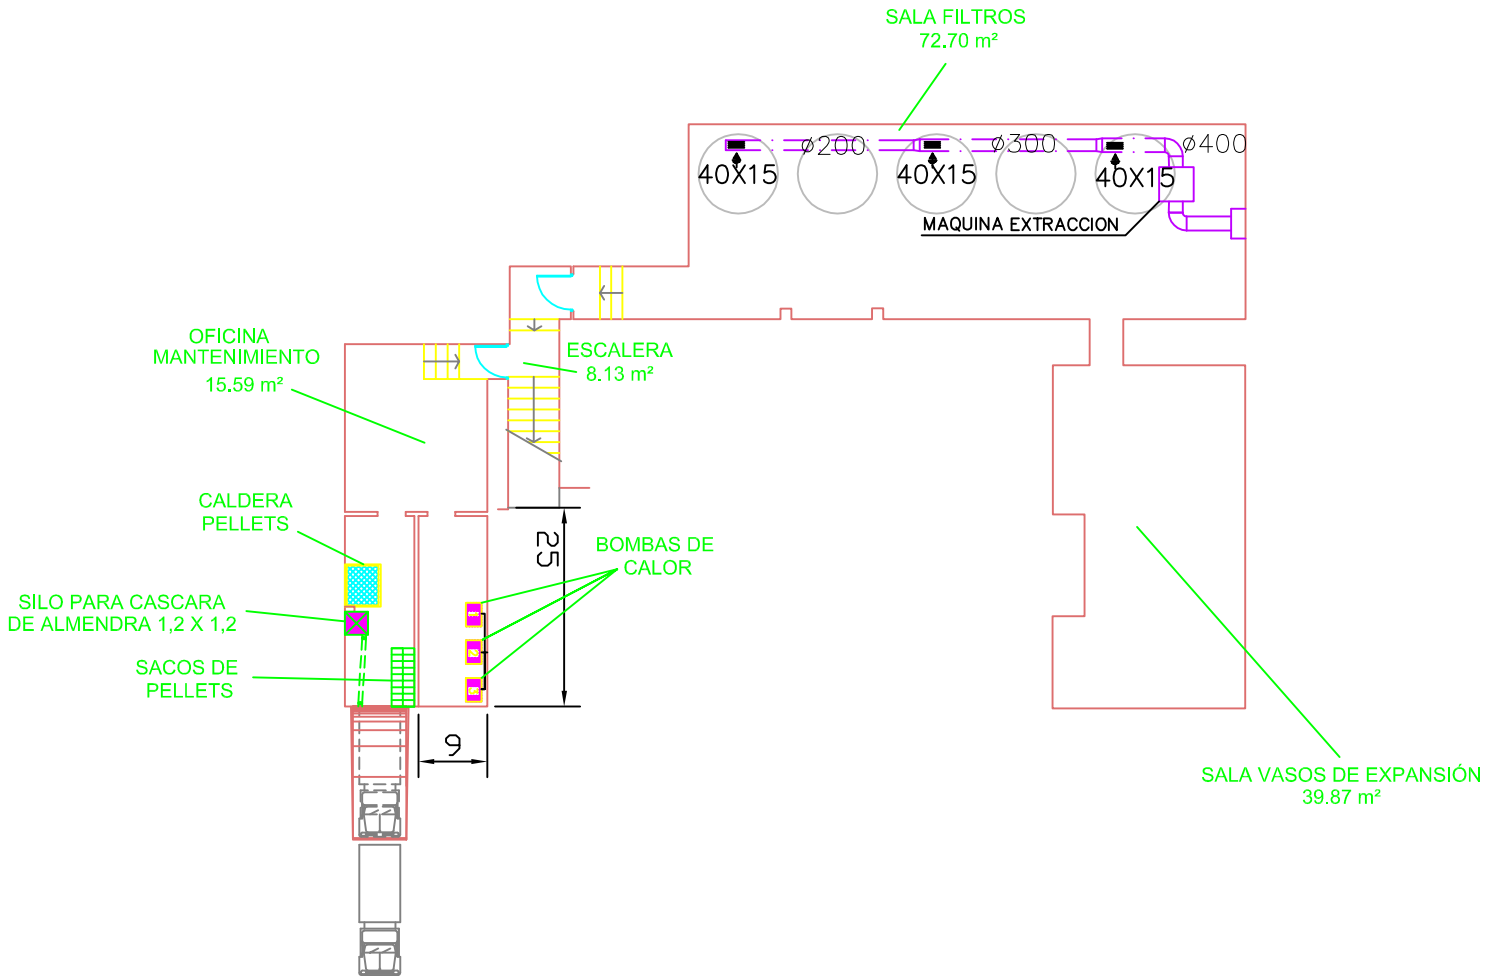 SALA FILTROS
72.70 m²
ø200
ø300
ø400
40X15
40X15
40X15
MAQUINA EXTRACCION
OFICINA
MANTENIMIENTO
15.59 m²
ESCALERA
8.13 m²
CALDERA
PELLETS
25
BOMBAS DE
CALOR
SILO PARA CASCARA
DE ALMENDRA 1,2 X 1,2
SACOS DE
PELLETS
9
SALA VASOS DE EXPANSIÓN
39.87 m²